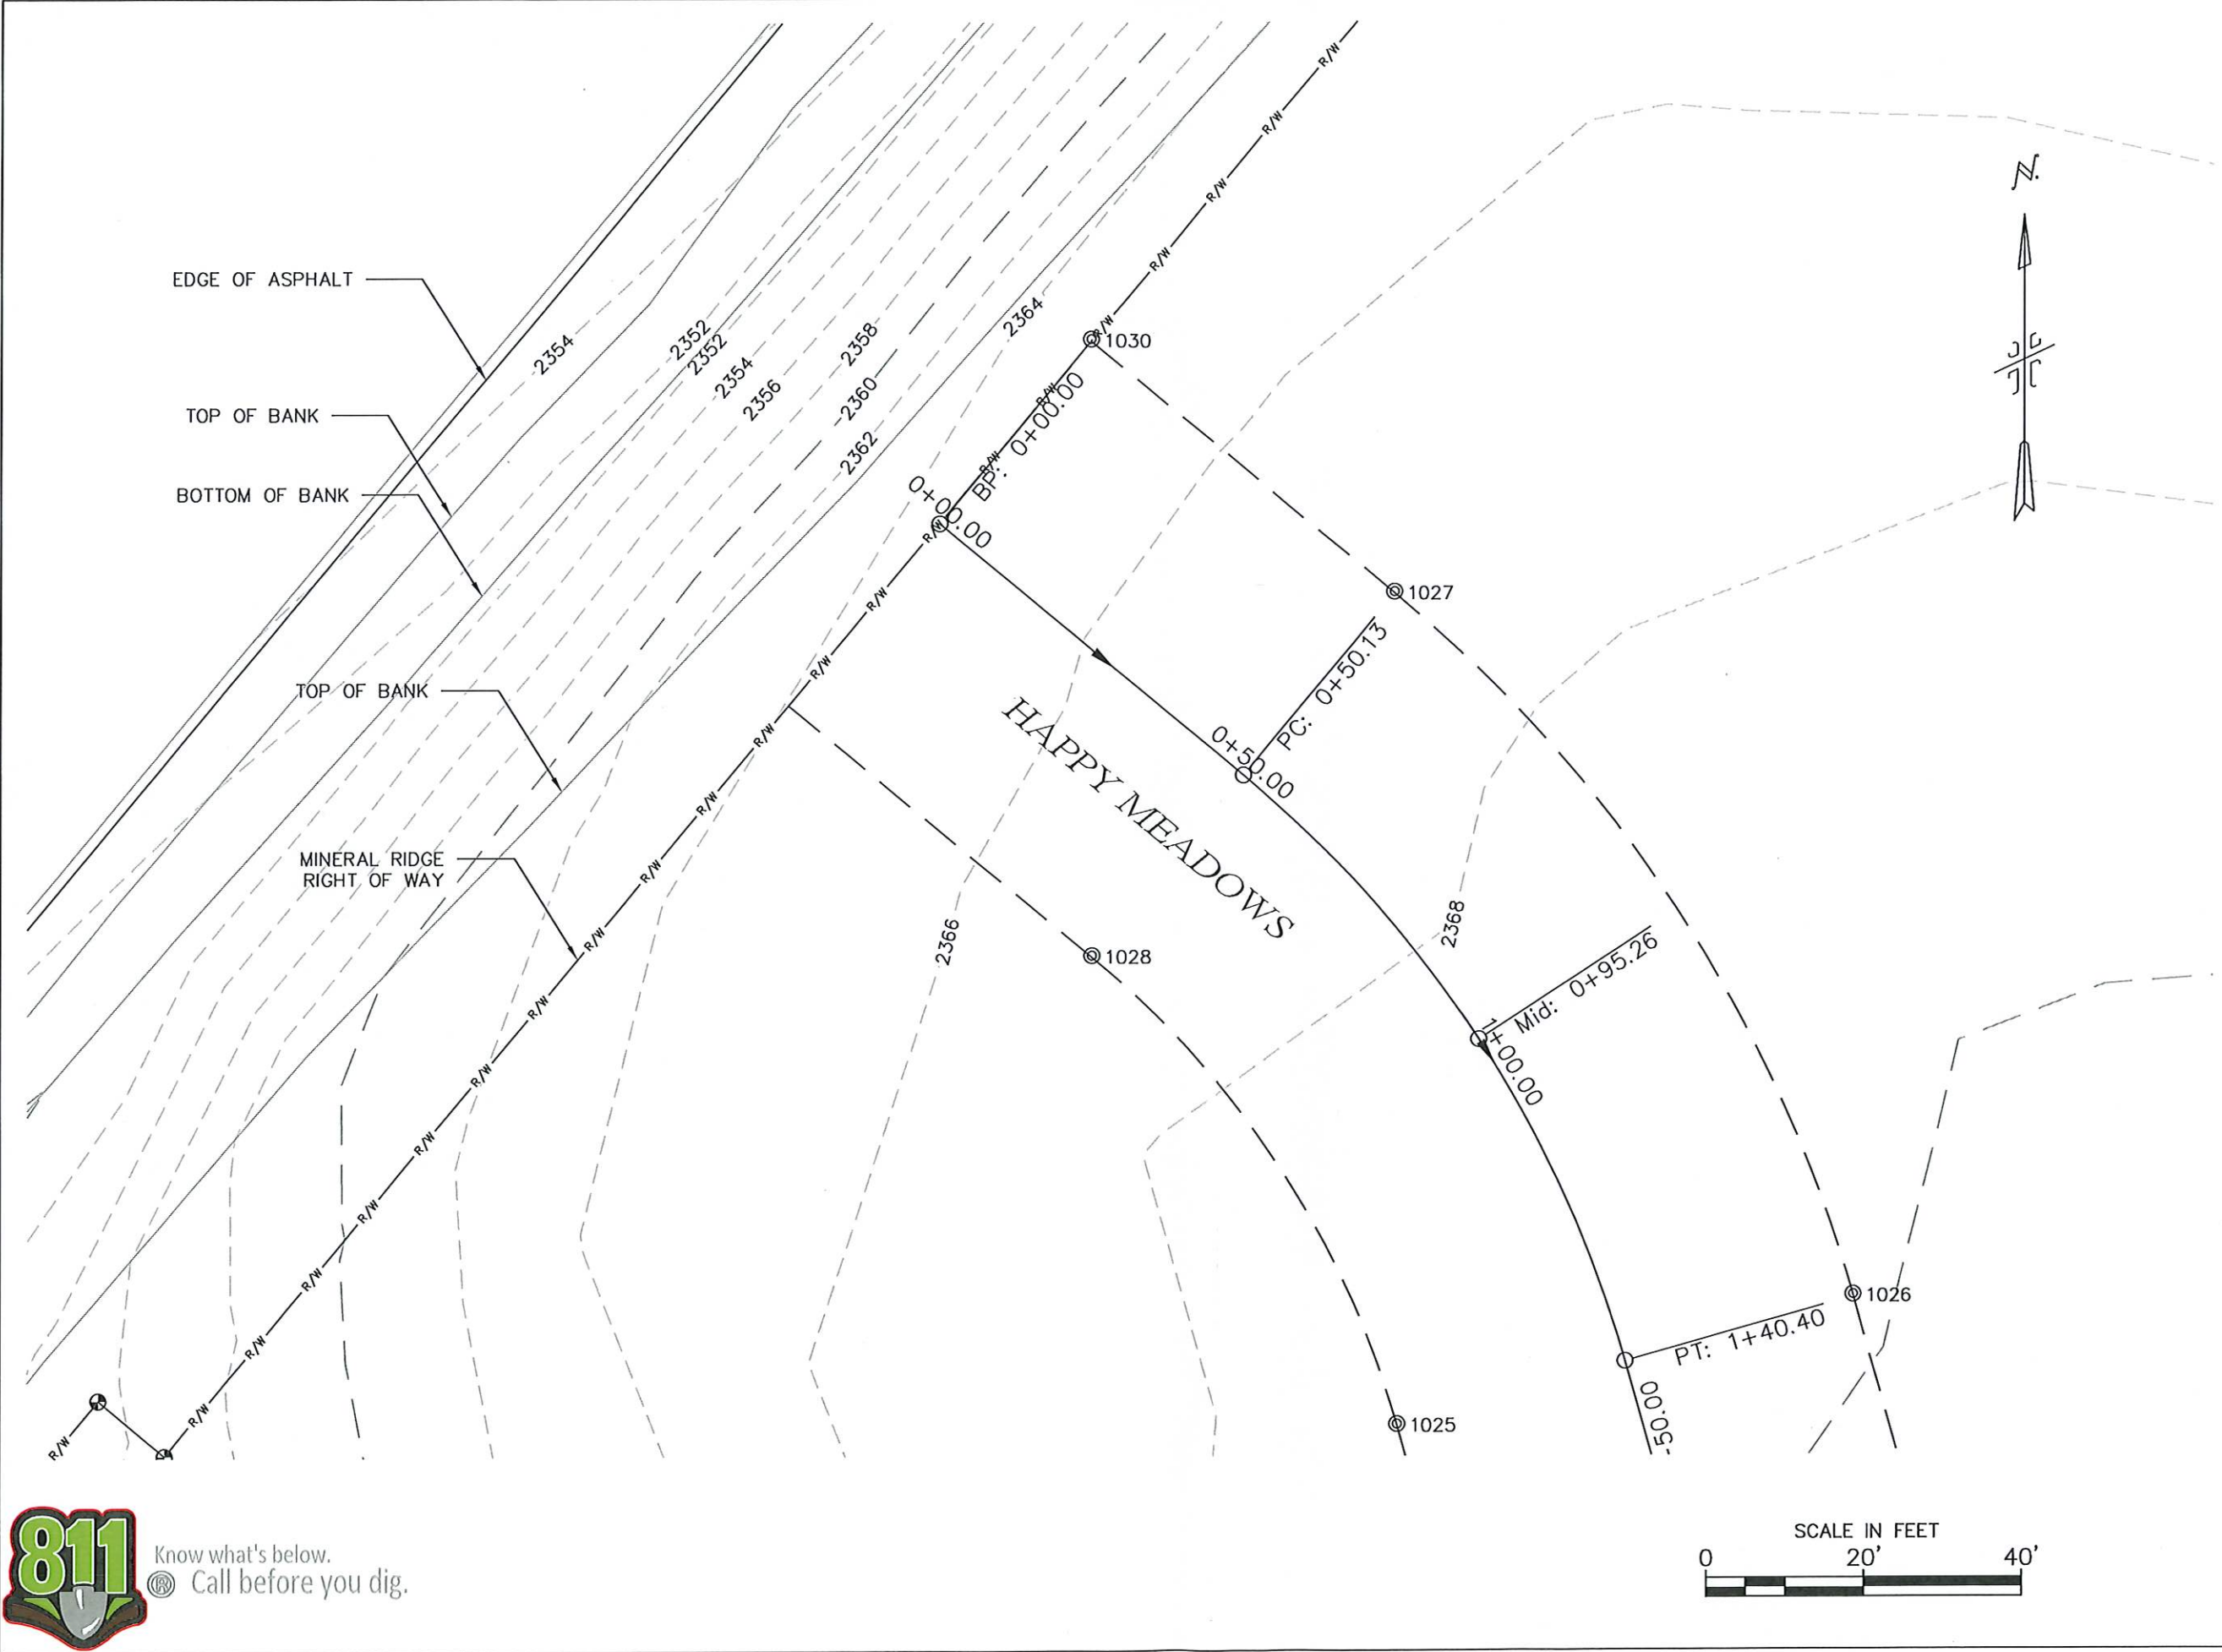 N.
R/W
R/W
R/W
R/W
EDGE OF ASPHALT
2354
2352
2352
2354
2356
2358
2360
2362
2364
R/W
1030
R/W
R/W
BP: 0+00.00
TOP OF BANK
BOTTOM OF BANK
0+00.00
R/W
1027
R/W
PC: 0+50.13
R/W
TOP OF BANK
HAPPY MEADOWS
0+50.00
R/W
R/W
MINERAL RIDGE
RIGHT OF WAY
R/W
R/W
2366
1028
2368
Mid: 0+95.26
1+00.00
R/W
R/W
R/W
R/W
R/W
1026
PT: 1+40.40
R/W
R/W
R/W
1025
-50.00
811
Know what's below.
® Call before you dig.
SCALE IN FEET
0 20' 40'